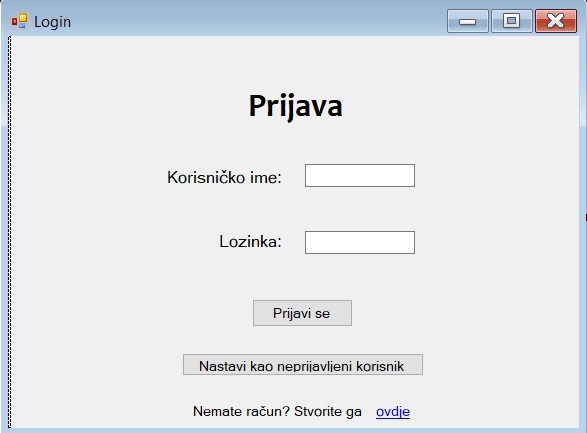 Login
Prijava
Korisničko ime:
Lozinka:
Prijavi se
Nastavi kao neprijavljeni korisnik
Nemate račun? Stvorite ga ovdje